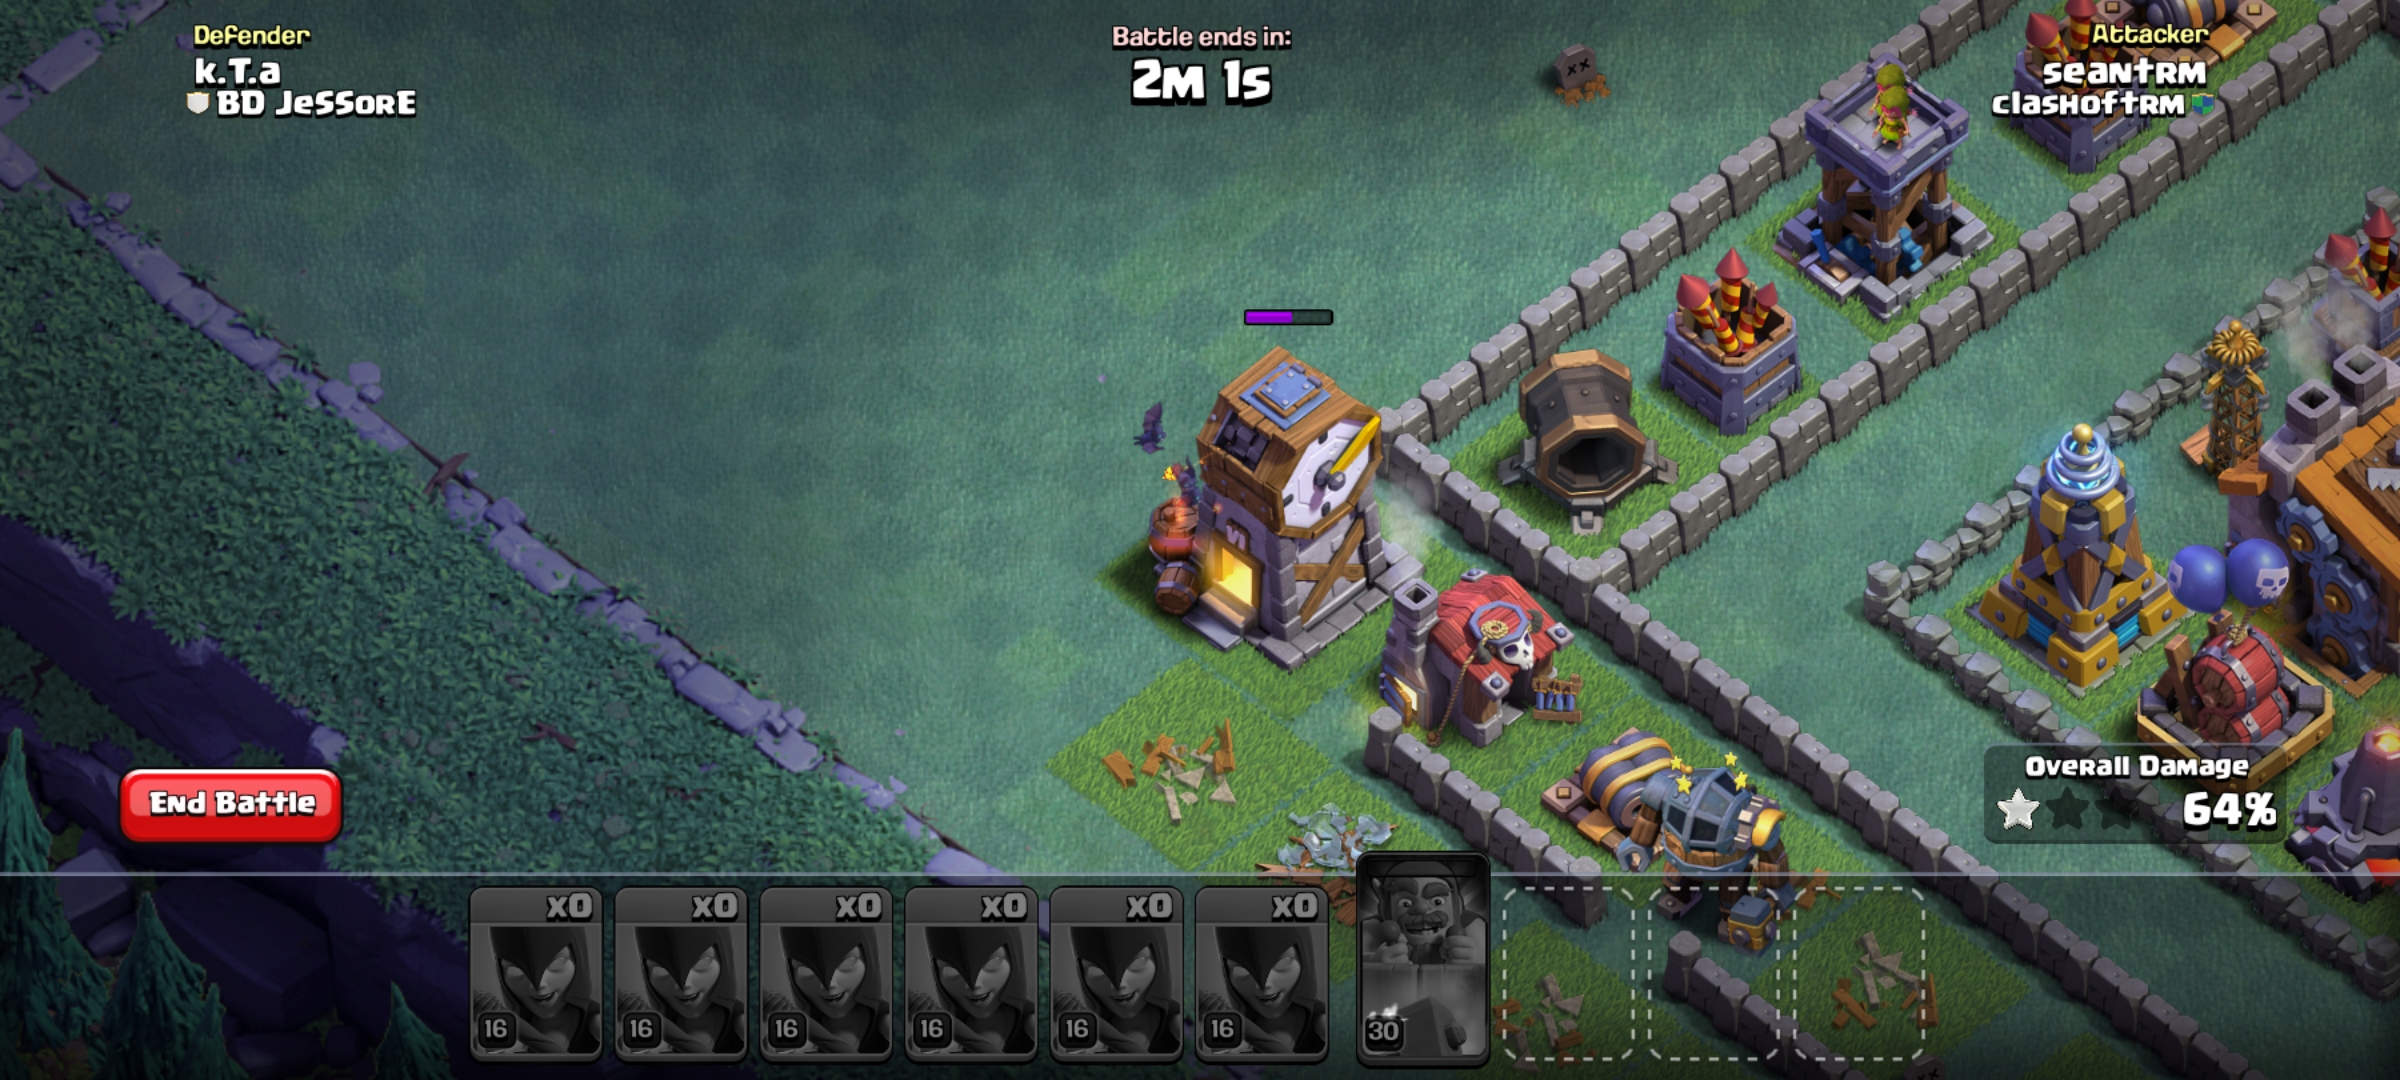 Defender
k.T.a
BD JeSSorE
Battle ends in:
2M 1s
Attacker
seantrm
clashoftrm
VI
End Battle
Overall Damage
64%
x0
x0
x0
x0
x0
x0
16
16
16
16
16
16
30